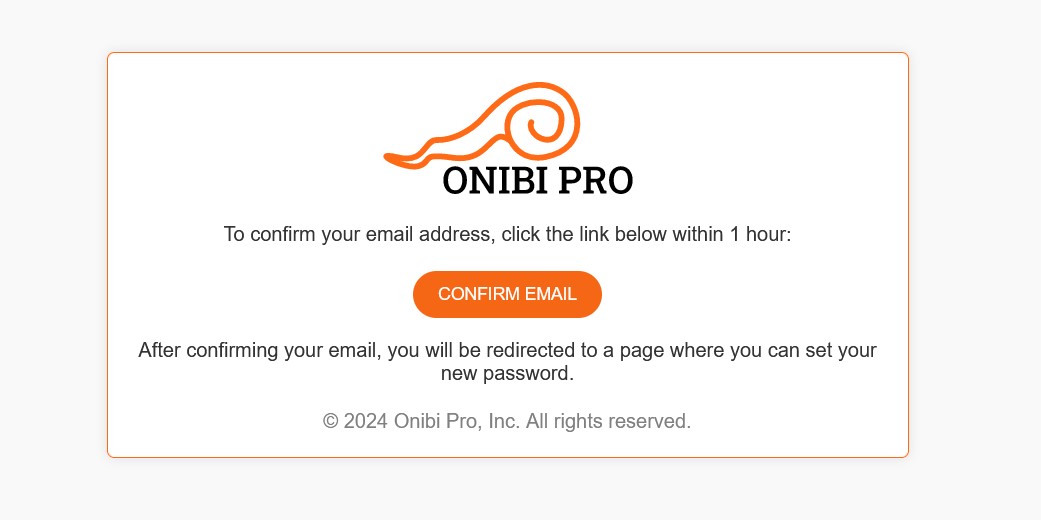 ONIBI PRO
To confirm your email address, click the link below within 1 hour:
CONFIRM EMAIL
After confirming your email, you will be redirected to a page where you can set your
new password.
© 2024 Onibi Pro, Inc. All rights reserved.